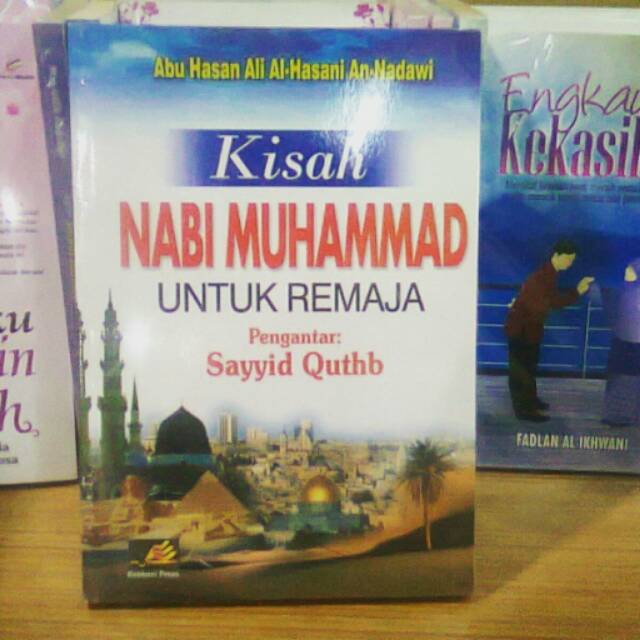 Abu Hasan Ali Al-Hasani An-Nadawi
Kisah
NABI MUHAMMAD
UNTUK REMAJA
Pengantar:
Sayyid Quthb
Engkau
Kekasih
FADLAN AL IKHWANI